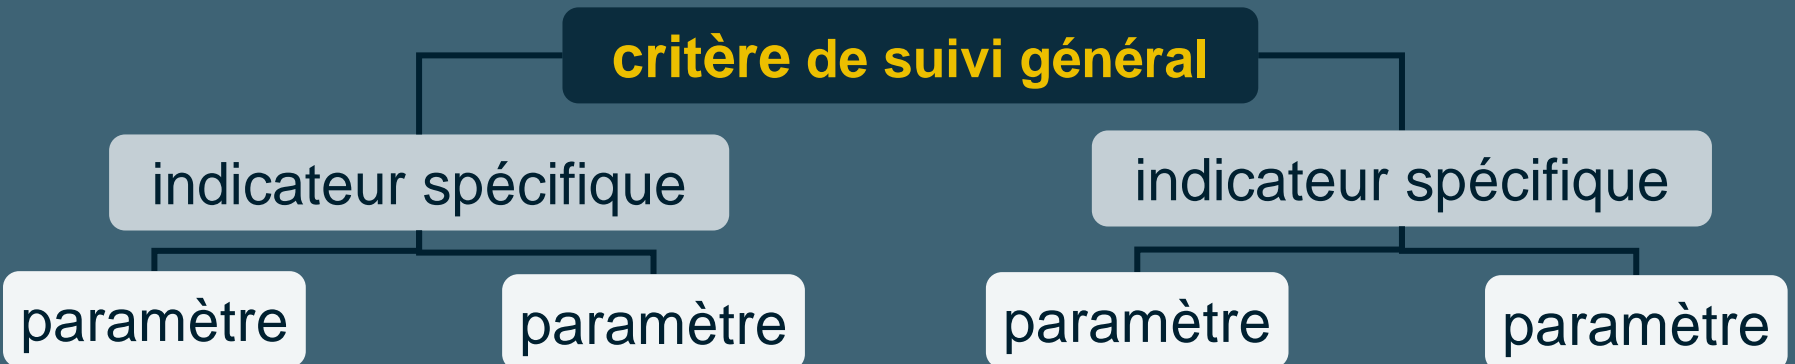 critère de suivi général
indicateur spécifique
indicateur spécifique
paramètre
paramètre
paramètre
paramètre